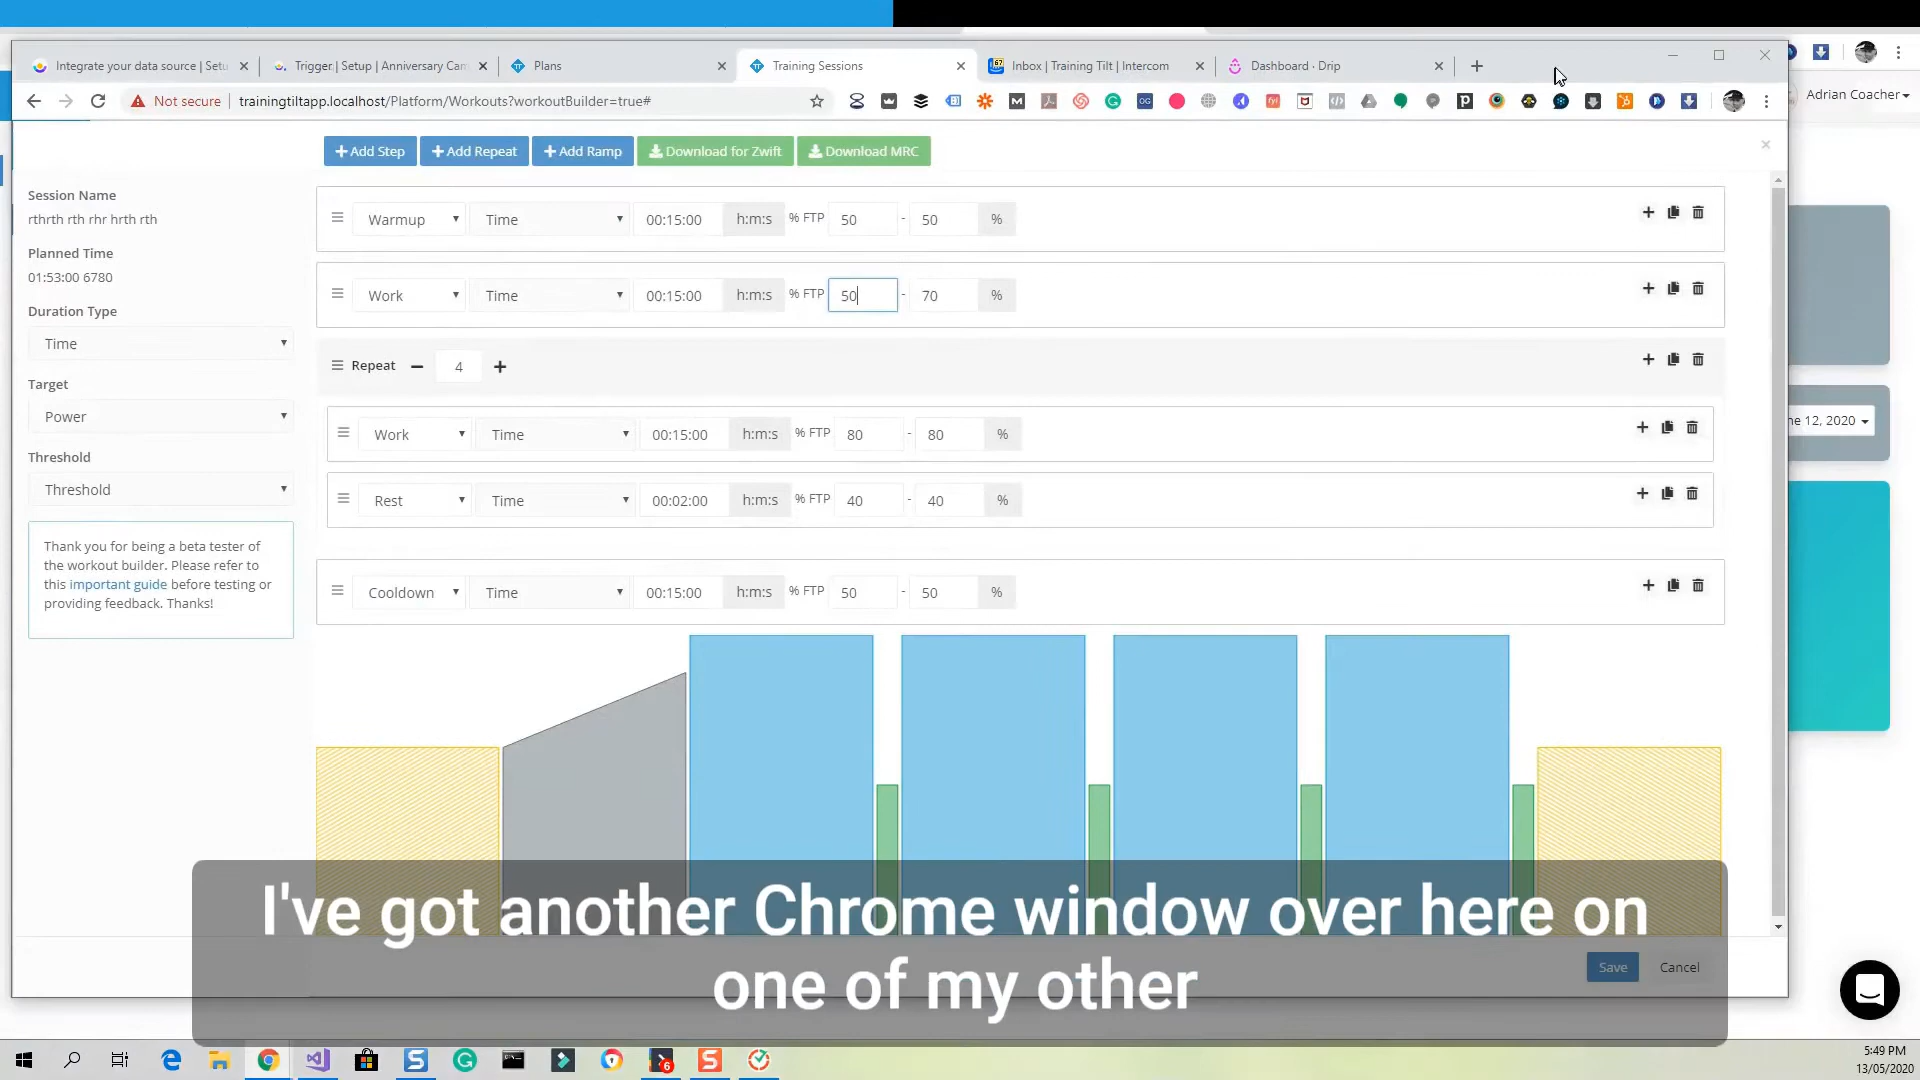 Integrate your data source | Setu
Trigger | Setup | Anniversary Cam
Plans
Training Sessions
67
Inbox | Training Tilt | Intercom
Dashboard · Drip
Not secure
trainingtiltapp.localhost/Platform/Workouts?workoutBuilder=true#
Adrian Coacher
Add Step
Add Repeat
Add Ramp
Download for Zwift
Download MRC
Session Name
rthrth rth rhr hrth rth
Planned Time
01:53:00 6780
Duration Type
Time
Target
Power
Threshold
Threshold
Thank you for being a beta tester of
the workout builder. Please refer to
this important guide before testing or
providing feedback. Thanks!
Warmup Time 00:15:00 h:m:s % FTP 50 - 50 %
Work Time 00:15:00 h:m:s % FTP 50 - 70 %
Repeat 4
Work Time 00:15:00 h:m:s % FTP 80 - 80 %
Rest Time 00:02:00 h:m:s % FTP 40 - 40 %
Cooldown Time 00:15:00 h:m:s % FTP 50 - 50 %
ne 12, 2020
I've got another Chrome window over here on
one of my other
Save
Cancel
6
5:49 PM
13/05/2020